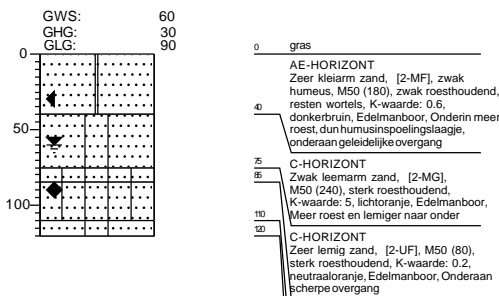 GWS: 60
GHG: 30
GLG: 90
0
50
100
0 gras
AE-HORIZONT
Zeer kleiarm zand, [2-MF], zwak
humeus, M50 (180), zwak roesthoudend,
resten wortels, K-waarde: 0.6,
donkerbruin, Edelmanboor, Onderin meer
roest, dun humusinspoelingslaagje,
onderaan geleidelijke overgang
40
75
C-HORIZONT
Zwak leemarm zand, [2-MG],
M50 (240), sterk roesthoudend,
K-waarde: 5, lichtoranje, Edelmanboor,
Meer roest en lemiger naar onder
85
110
120
C-HORIZONT
Zeer lemig zand, [2-UF], M50 (80),
sterk roesthoudend, K-waarde: 0.2,
neutraaloranje, Edelmanboor, Onderaan
scherpe overgang